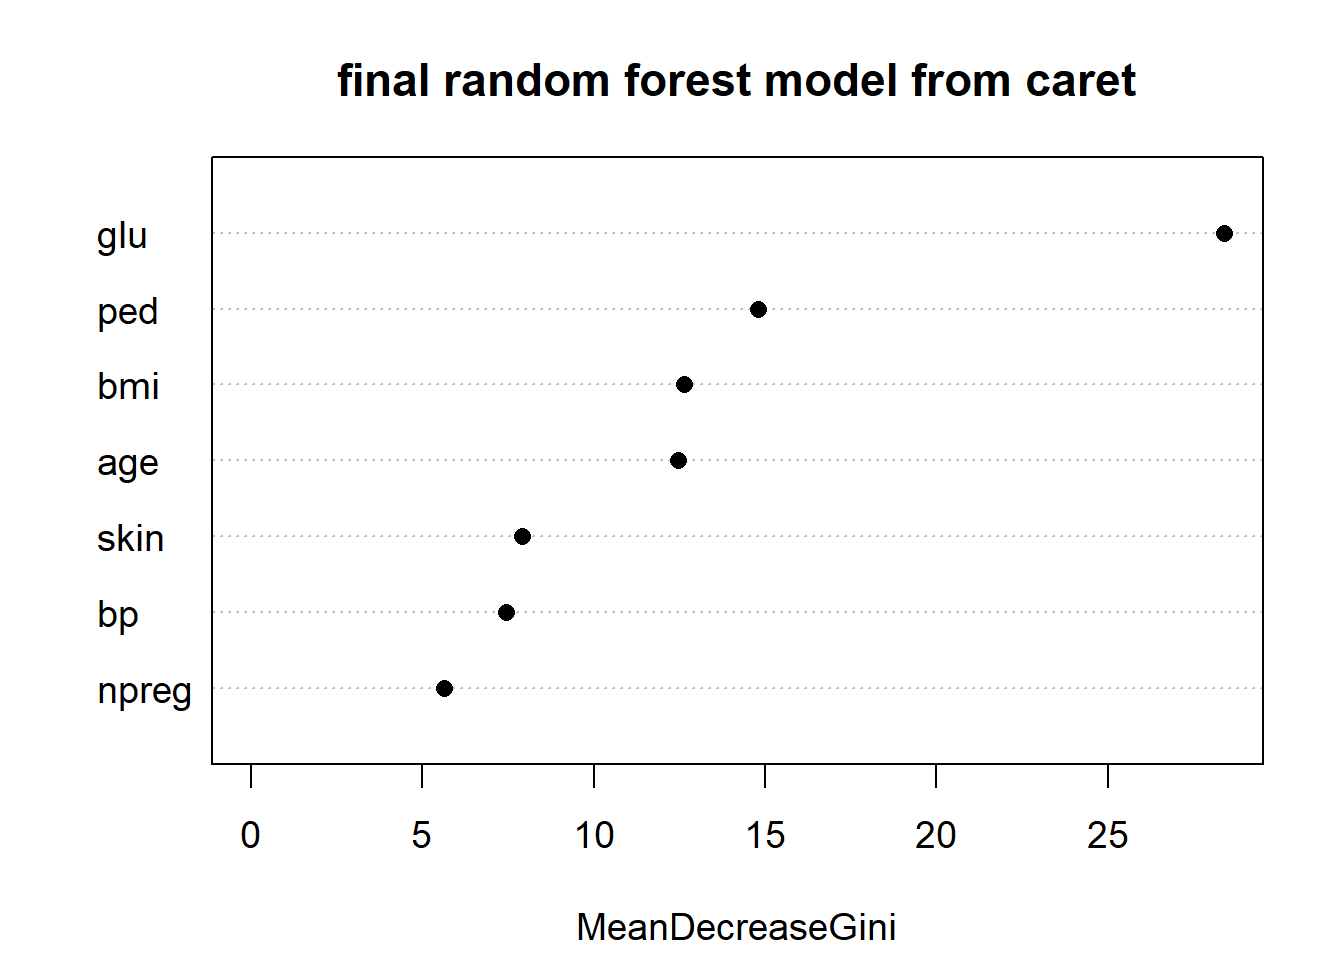 final random forest model from caret
glu
ped
bmi
age
skin
bp
npreg
0 5 10 15 20 25
MeanDecreaseGini